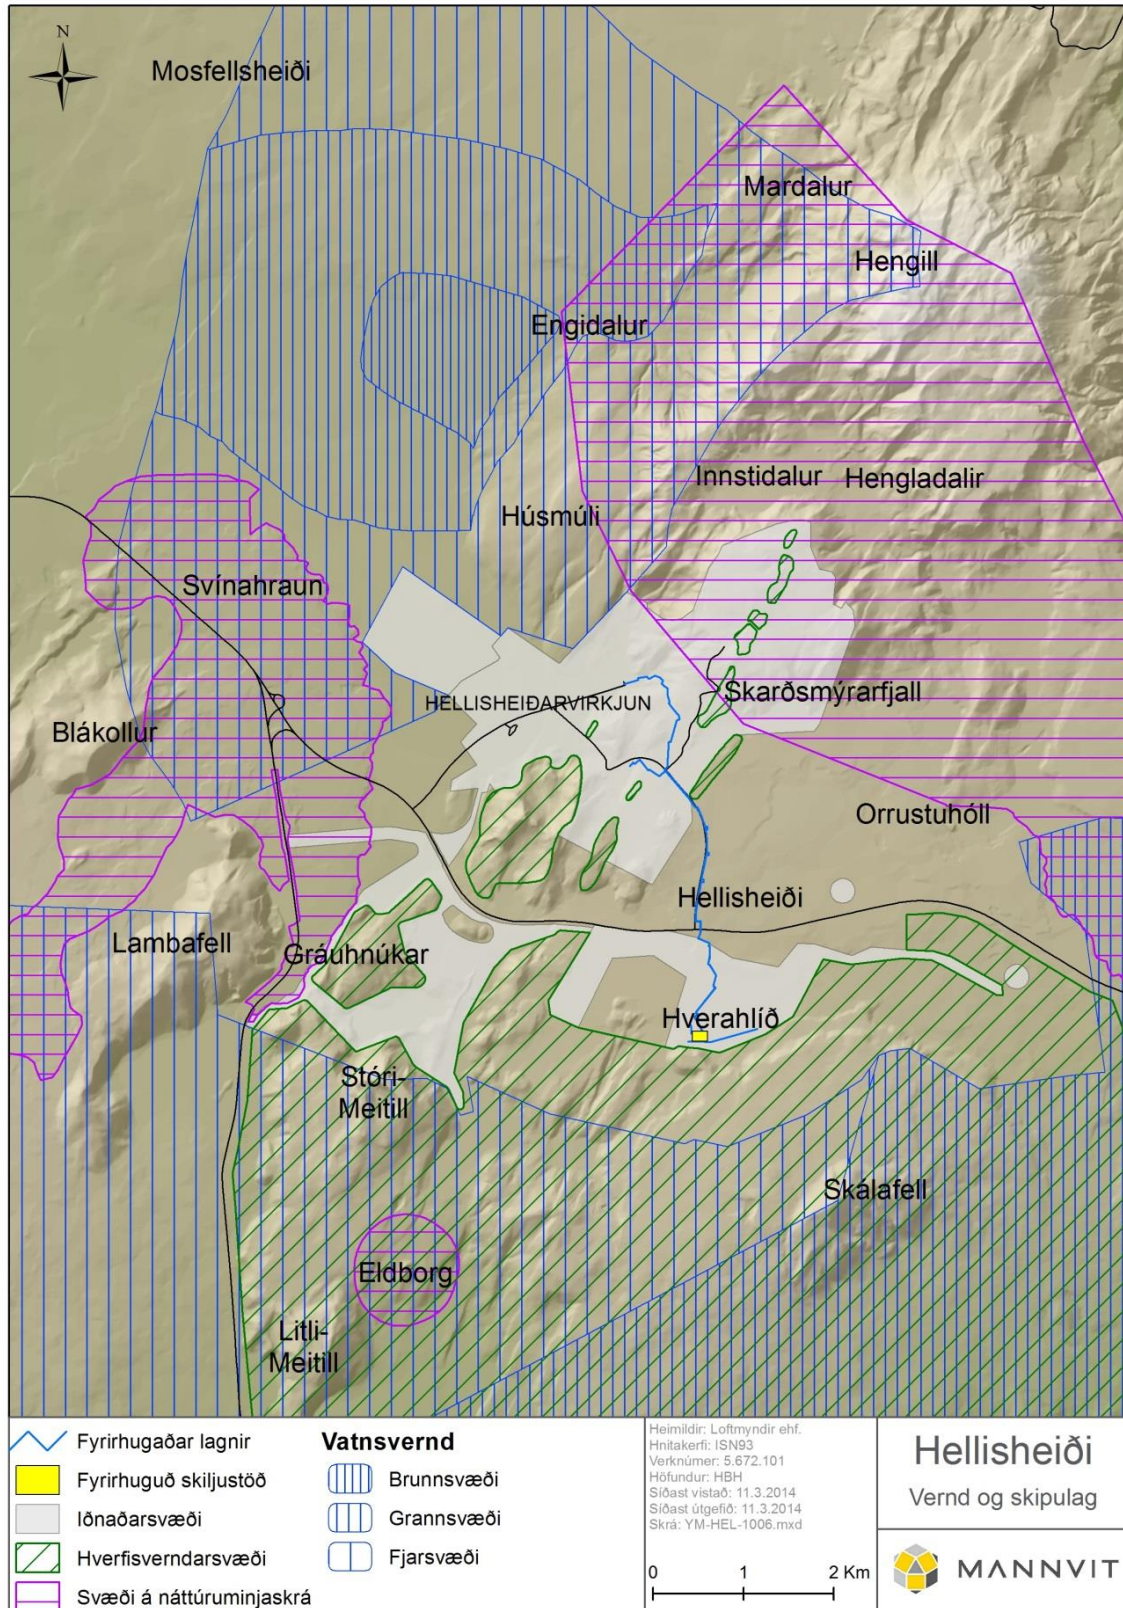 N
Mosfellsheiði
Mardalur
Hengill
Engidalur
Innstidalur
Hengladalir
Húsmúli
Svínahraun
Skarðsmýrarfjall
HELLISHEIÐARVIRKJUN
Blákollur
Orrustuhóll
Hellisheiði
Lambafell
Gráuhnúkar
Hverahlíð
Stóri-
Meitill
Skálafell
Eldborg
Litli-
Meitill
Fyrirhugaðar lagnir
Fyrirhuguð skiljustöð
Iðnaðarsvæði
Hverfisverndarsvæði
Svæði á náttúruminjaskrá
Vatnsvernd
Brunnsvæði
Grannsvæði
Fjarsvæði
Heimildir: Loftmyndir ehf.
Hnitakerfi: ISN93
Verknúmer: 5.672.101
Höfundur: HBH
Síðast vistað: 11.3.2014
Síðast útgefið: 11.3.2014
Skrá: YM-HEL-1006.mxd
0 1 2 Km
Hellisheiði
Vernd og skipulag
MANNVIT